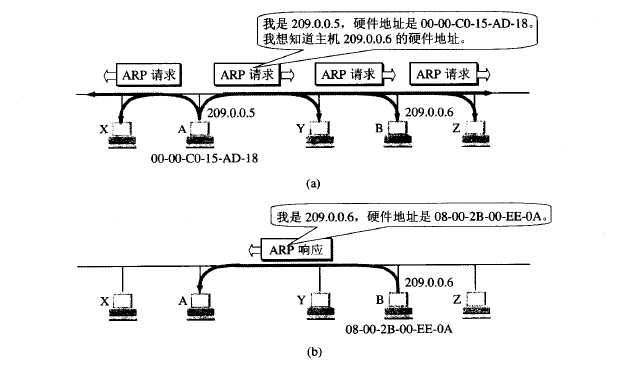 我是 209.0.0.5，硬件地址是 00-00-C0-15-AD-18。
我想知道主机 209.0.0.6 的硬件地址。
ARP 请求
ARP 请求
ARP 请求
ARP 请求
209.0.0.5
209.0.0.6
X
A
Y
B
Z
00-00-C0-15-AD-18
(a)
我是 209.0.0.6，硬件地址是 08-00-2B-00-EE-0A。
ARP 响应
209.0.0.6
X
A
Y
B
Z
08-00-2B-00-EE-0A
(b)